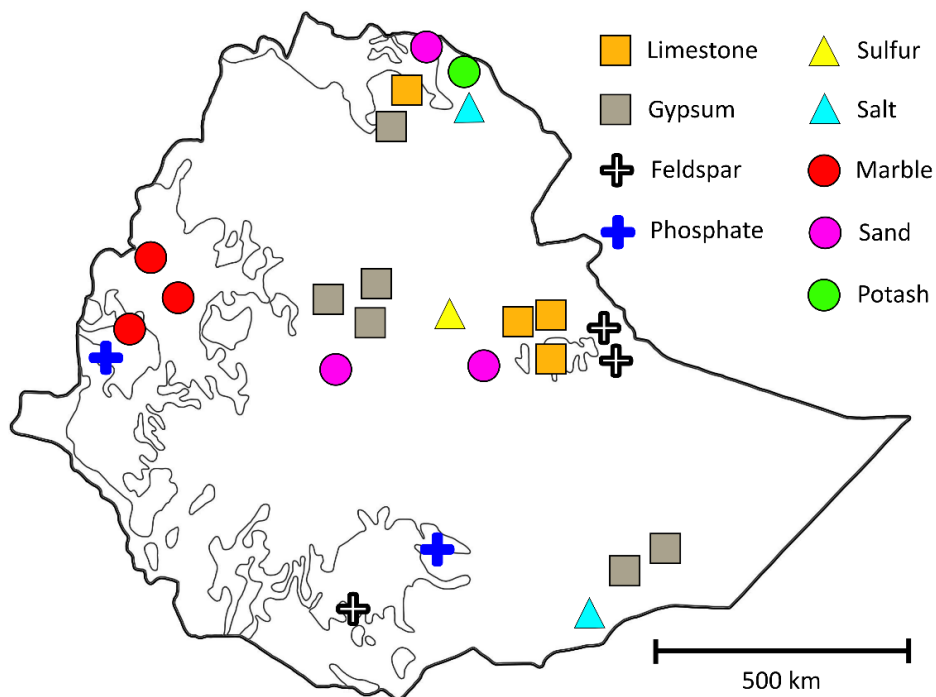 Limestone
Gypsum
Feldspar
Phosphate
Sulfur
Salt
Marble
Sand
Potash
500 km